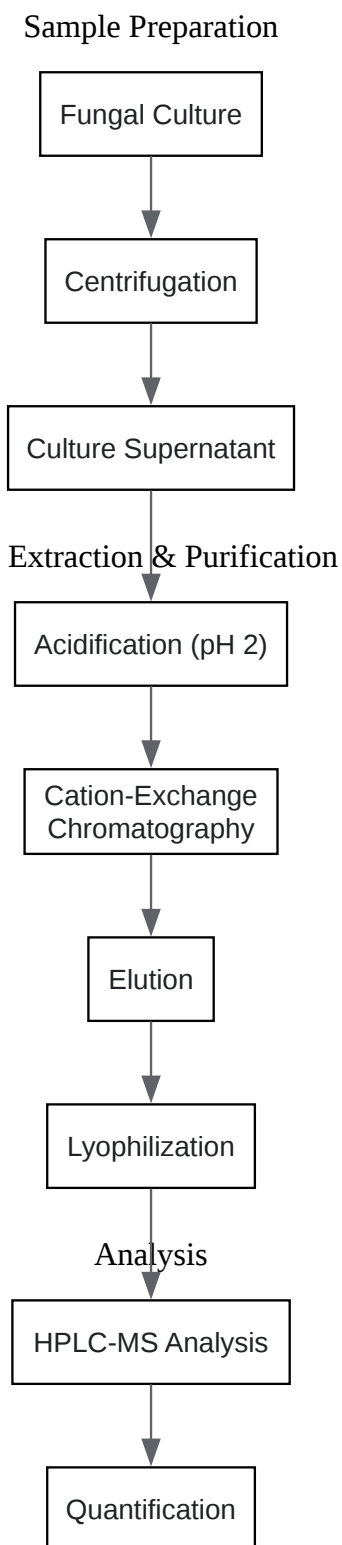 Sample Preparation
Fungal Culture
Centrifugation
Culture Supernatant
Extraction & Purification
Acidification (pH 2)
Cation-Exchange
Chromatography
Elution
Lyophilization
Analysis
HPLC-MS Analysis
Quantification